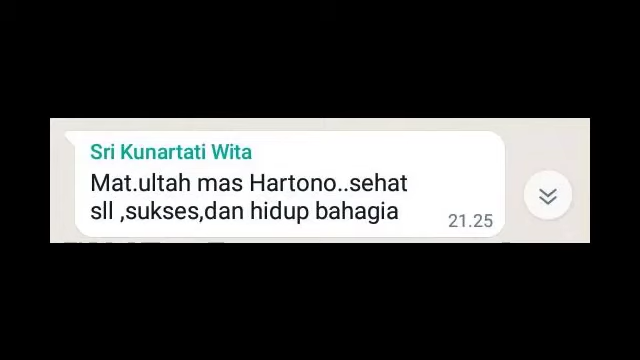 Sri Kunartati Wita
Mat.ultah mas Hartono..sehat
sll ,sukses,dan hidup bahagia
21.25